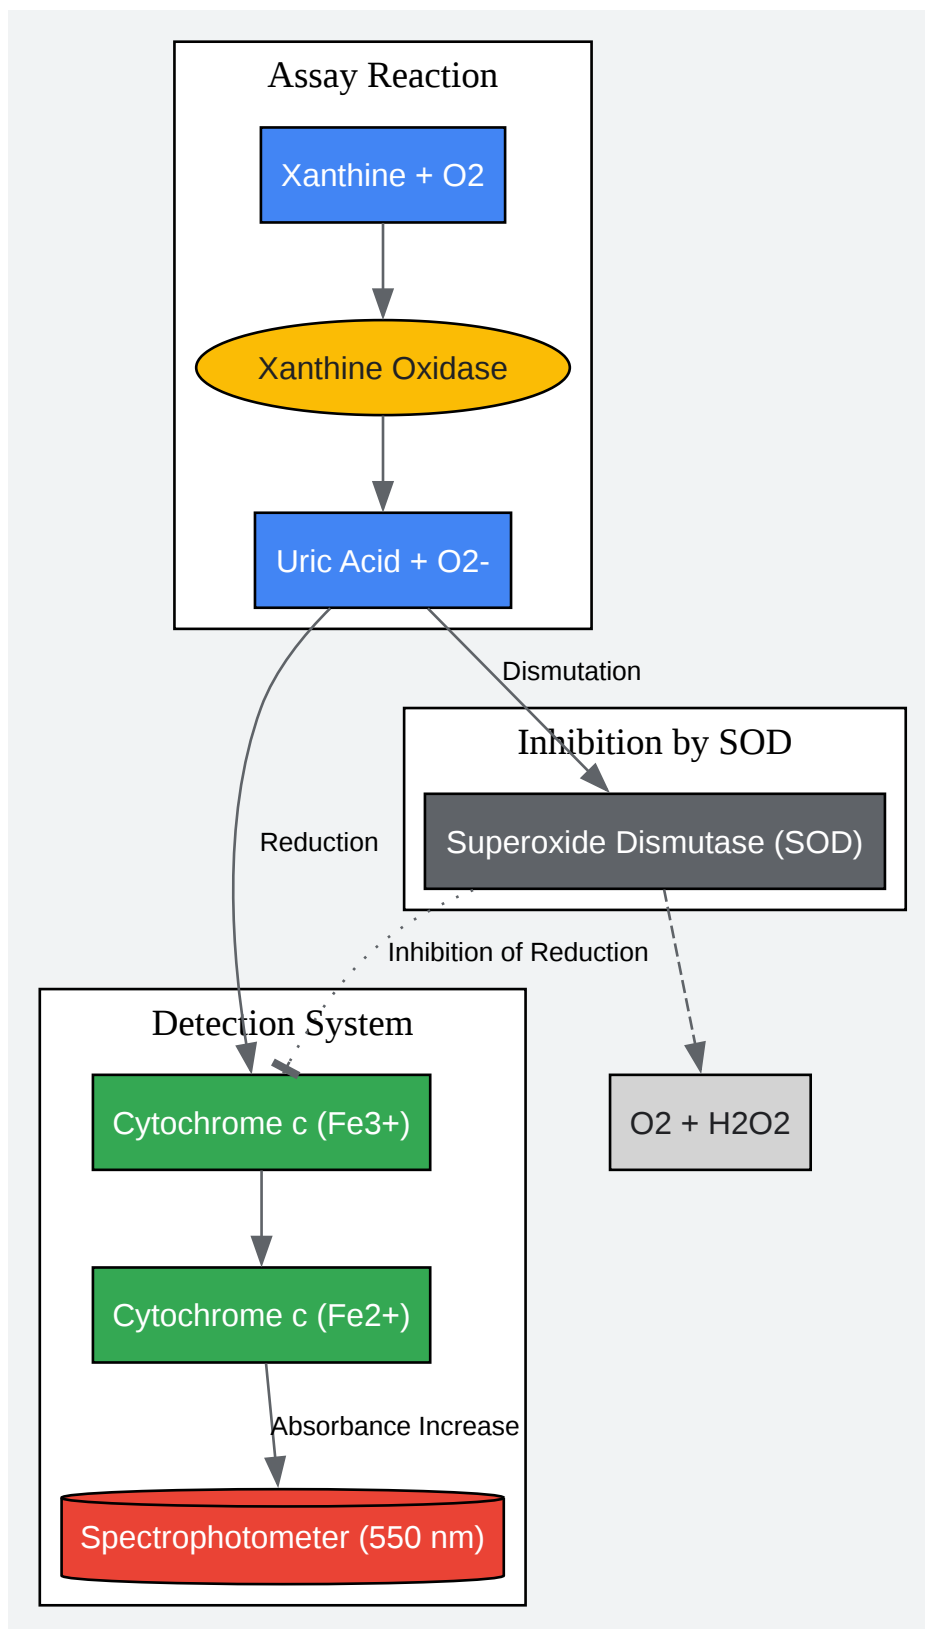 Assay Reaction
Xanthine + O2
Xanthine Oxidase
Uric Acid + O2-
Dismutation
Inhibition by SOD
Superoxide Dismutase (SOD)
Reduction
Inhibition of Reduction
Detection System
Cytochrome c (Fe3+)
O2 + H2O2
Cytochrome c (Fe2+)
Absorbance Increase
Spectrophotometer (550 nm)